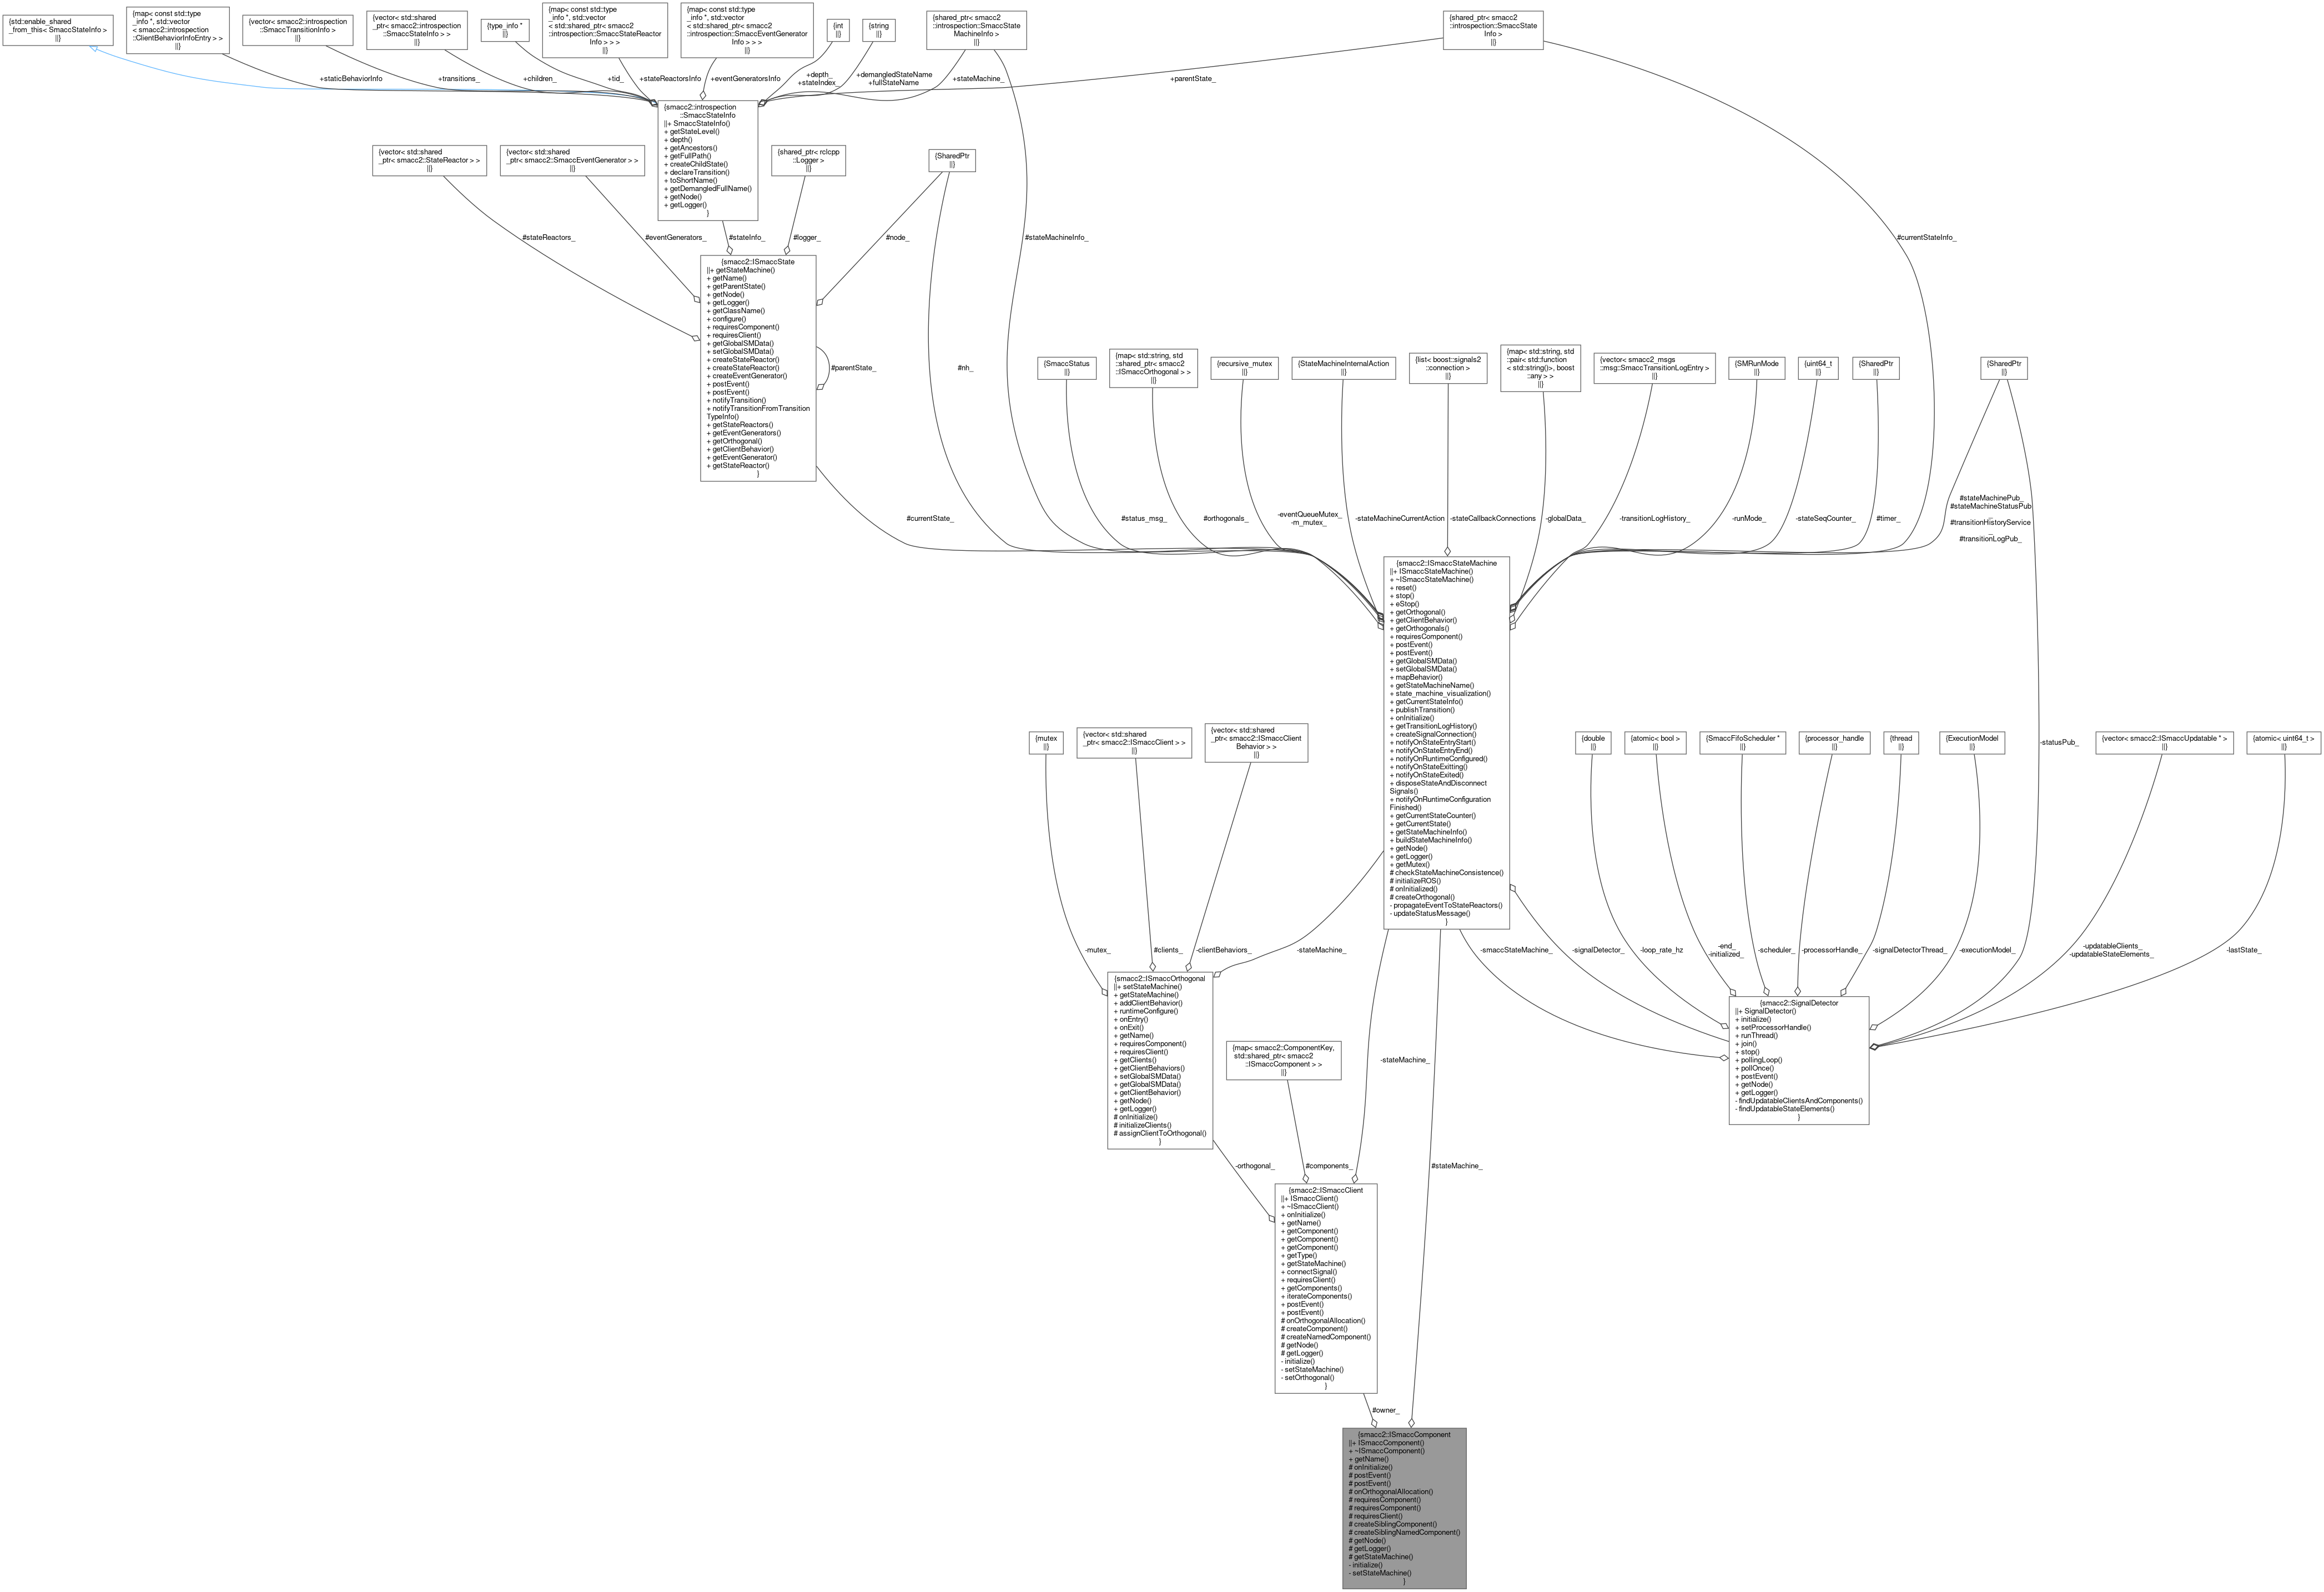 {std::enable_shared
_from_this< SmaccStateInfo >
||}
{map< const std::type
_info *, std::vector
< smacc2::introspection
::ClientBehaviorInfoEntry > >
||}
{vector< smacc2::introspection
::SmaccTransitionInfo >
||}
{vector< std::shared
_ptr< smacc2::introspection
::SmaccStateInfo > >
||}
{type_info *
||}
{map< const std::type
_info *, std::vector
< std::shared_ptr< smacc2
::introspection::SmaccStateReactor
Info > > >
||}
{map< const std::type
_info *, std::vector
< std::shared_ptr< smacc2
::introspection::SmaccEventGenerator
Info > > >
||}
{int
||}
{string
||}
{shared_ptr< smacc2
::introspection::SmaccState
MachineInfo >
||}
{shared_ptr< smacc2
::introspection::SmaccState
Info >
||}
+staticBehaviorInfo
+transitions_
+children_
+tid_
+stateReactorsInfo
+eventGeneratorsInfo
+depth_
+stateIndex_
+demangledStateName
+fullStateName
+stateMachine_
+parentState_
{smacc2::introspection
::SmaccStateInfo
||+ SmaccStateInfo()
+ getStateLevel()
+ depth()
+ getAncestors()
+ getFullPath()
+ createChildState()
+ declareTransition()
+ toShortName()
+ getDemangledFullName()
+ getNode()
+ getLogger()
}
{vector< std::shared
_ptr< smacc2::StateReactor > >
||}
{vector< std::shared
_ptr< smacc2::SmaccEventGenerator > >
||}
{shared_ptr< rclcpp
::Logger >
||}
{SharedPtr
||}
#stateReactors_
#eventGenerators_
#stateInfo_
#logger_
#node_
#stateMachineInfo_
#currentStateInfo_
{smacc2::ISmaccState
||+ getStateMachine()
+ getName()
+ getParentState()
+ getNode()
+ getLogger()
+ getClassName()
+ configure()
+ requiresComponent()
+ requiresClient()
+ getGlobalSMData()
+ setGlobalSMData()
+ createStateReactor()
+ createStateReactor()
+ createEventGenerator()
+ postEvent()
+ postEvent()
+ notifyTransition()
+ notifyTransitionFromTransition
TypeInfo()
+ getStateReactors()
+ getEventGenerators()
+ getOrthogonal()
+ getClientBehavior()
+ getEventGenerator()
+ getStateReactor()
}
#parentState_
#nh_
{SmaccStatus
||}
{map< std::string, std
::shared_ptr< smacc2
::ISmaccOrthogonal > >
||}
{recursive_mutex
||}
{StateMachineInternalAction
||}
{list< boost::signals2
::connection >
||}
{map< std::string, std
::pair< std::function
< std::string()>, boost
::any > >
||}
{vector< smacc2_msgs
::msg::SmaccTransitionLogEntry >
||}
{SMRunMode
||}
{uint64_t
||}
{SharedPtr
||}
{SharedPtr
||}
#currentState_
#status_msg_
#orthogonals_
-eventQueueMutex_
-m_mutex_
-stateMachineCurrentAction
-stateCallbackConnections
-globalData_
-transitionLogHistory_
-runMode_
-stateSeqCounter_
#timer_
#stateMachinePub_
#stateMachineStatusPub
_
#transitionHistoryService
_
#transitionLogPub_
{smacc2::ISmaccStateMachine
||+ ISmaccStateMachine()
+ ~ISmaccStateMachine()
+ reset()
+ stop()
+ eStop()
+ getOrthogonal()
+ getClientBehavior()
+ getOrthogonals()
+ requiresComponent()
+ postEvent()
+ postEvent()
+ getGlobalSMData()
+ setGlobalSMData()
+ mapBehavior()
+ getStateMachineName()
+ state_machine_visualization()
+ getCurrentStateInfo()
+ publishTransition()
+ onInitialize()
+ getTransitionLogHistory()
+ createSignalConnection()
+ notifyOnStateEntryStart()
+ notifyOnStateEntryEnd()
+ notifyOnRuntimeConfigured()
+ notifyOnStateExitting()
+ notifyOnStateExited()
+ disposeStateAndDisconnect
Signals()
+ notifyOnRuntimeConfiguration
Finished()
+ getCurrentStateCounter()
+ getCurrentState()
+ getStateMachineInfo()
+ buildStateMachineInfo()
+ getNode()
+ getLogger()
+ getMutex()
# checkStateMachineConsistence()
# initializeROS()
# onInitialized()
# createOrthogonal()
- propagateEventToStateReactors()
- updateStatusMessage()
}
{mutex
||}
{vector< std::shared
_ptr< smacc2::ISmaccClient > >
||}
{vector< std::shared
_ptr< smacc2::ISmaccClient
Behavior > >
||}
{double
||}
{atomic< bool >
||}
{SmaccFifoScheduler *
||}
{processor_handle
||}
{thread
||}
{ExecutionModel
||}
-statusPub_
{vector< smacc2::ISmaccUpdatable * >
||}
{atomic< uint64_t >
||}
-mutex_
#clients_
-clientBehaviors_
-stateMachine_
-smaccStateMachine_
-signalDetector_
-loop_rate_hz
-end_
-initialized_
-scheduler_
-processorHandle_
-signalDetectorThread_
-executionModel_
-updatableClients_
-updatableStateElements_
-lastState_
{smacc2::ISmaccOrthogonal
||+ setStateMachine()
+ getStateMachine()
+ addClientBehavior()
+ runtimeConfigure()
+ onEntry()
+ onExit()
+ getName()
+ requiresComponent()
+ requiresClient()
+ getClients()
+ getClientBehaviors()
+ setGlobalSMData()
+ getGlobalSMData()
+ getClientBehavior()
+ getNode()
+ getLogger()
# onInitialize()
# initializeClients()
# assignClientToOrthogonal()
}
{smacc2::SignalDetector
||+ SignalDetector()
+ initialize()
+ setProcessorHandle()
+ runThread()
+ join()
+ stop()
+ pollingLoop()
+ pollOnce()
+ postEvent()
+ getNode()
+ getLogger()
- findUpdatableClientsAndComponents()
- findUpdatableStateElements()
}
{map< smacc2::ComponentKey,
std::shared_ptr< smacc2
::ISmaccComponent > >
||}
-stateMachine_
-orthogonal_
#components_
#stateMachine_
{smacc2::ISmaccClient
||+ ISmaccClient()
+ ~ISmaccClient()
+ onInitialize()
+ getName()
+ getComponent()
+ getComponent()
+ getComponent()
+ getType()
+ getStateMachine()
+ connectSignal()
+ requiresClient()
+ getComponents()
+ iterateComponents()
+ postEvent()
+ postEvent()
# onOrthogonalAllocation()
# createComponent()
# createNamedComponent()
# getNode()
# getLogger()
- initialize()
- setStateMachine()
- setOrthogonal()
}
#owner_
{smacc2::ISmaccComponent
||+ ISmaccComponent()
+ ~ISmaccComponent()
+ getName()
# onInitialize()
# postEvent()
# postEvent()
# onOrthogonalAllocation()
# requiresComponent()
# requiresComponent()
# requiresClient()
# createSiblingComponent()
# createSiblingNamedComponent()
# getNode()
# getLogger()
# getStateMachine()
- initialize()
- setStateMachine()
}